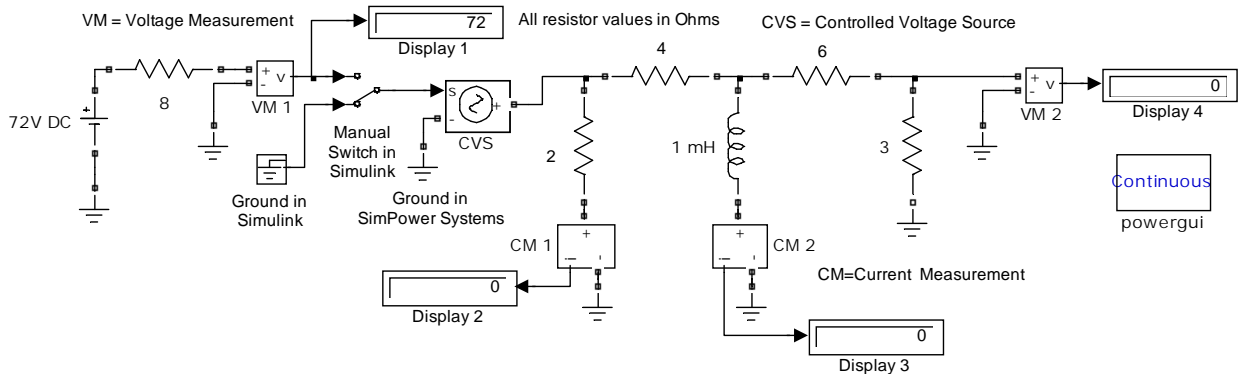 VM = Voltage Measurement
72
Display 1
All resistor values in Ohms
CVS = Controlled Voltage Source
8
+
-
v
VM 1
72V DC
+
Manual
Switch in
Simulink
Ground in
Simulink
s
-
+
CVS
Ground in
SimPower Systems
4
6
2
1 mH
3
+
-
v
VM 2
0
Display 4
Continuous
powergui
CM 1
+
i
-
CM 2
+
i
-
0
Display 2
CM=Current Measurement
0
Display 3